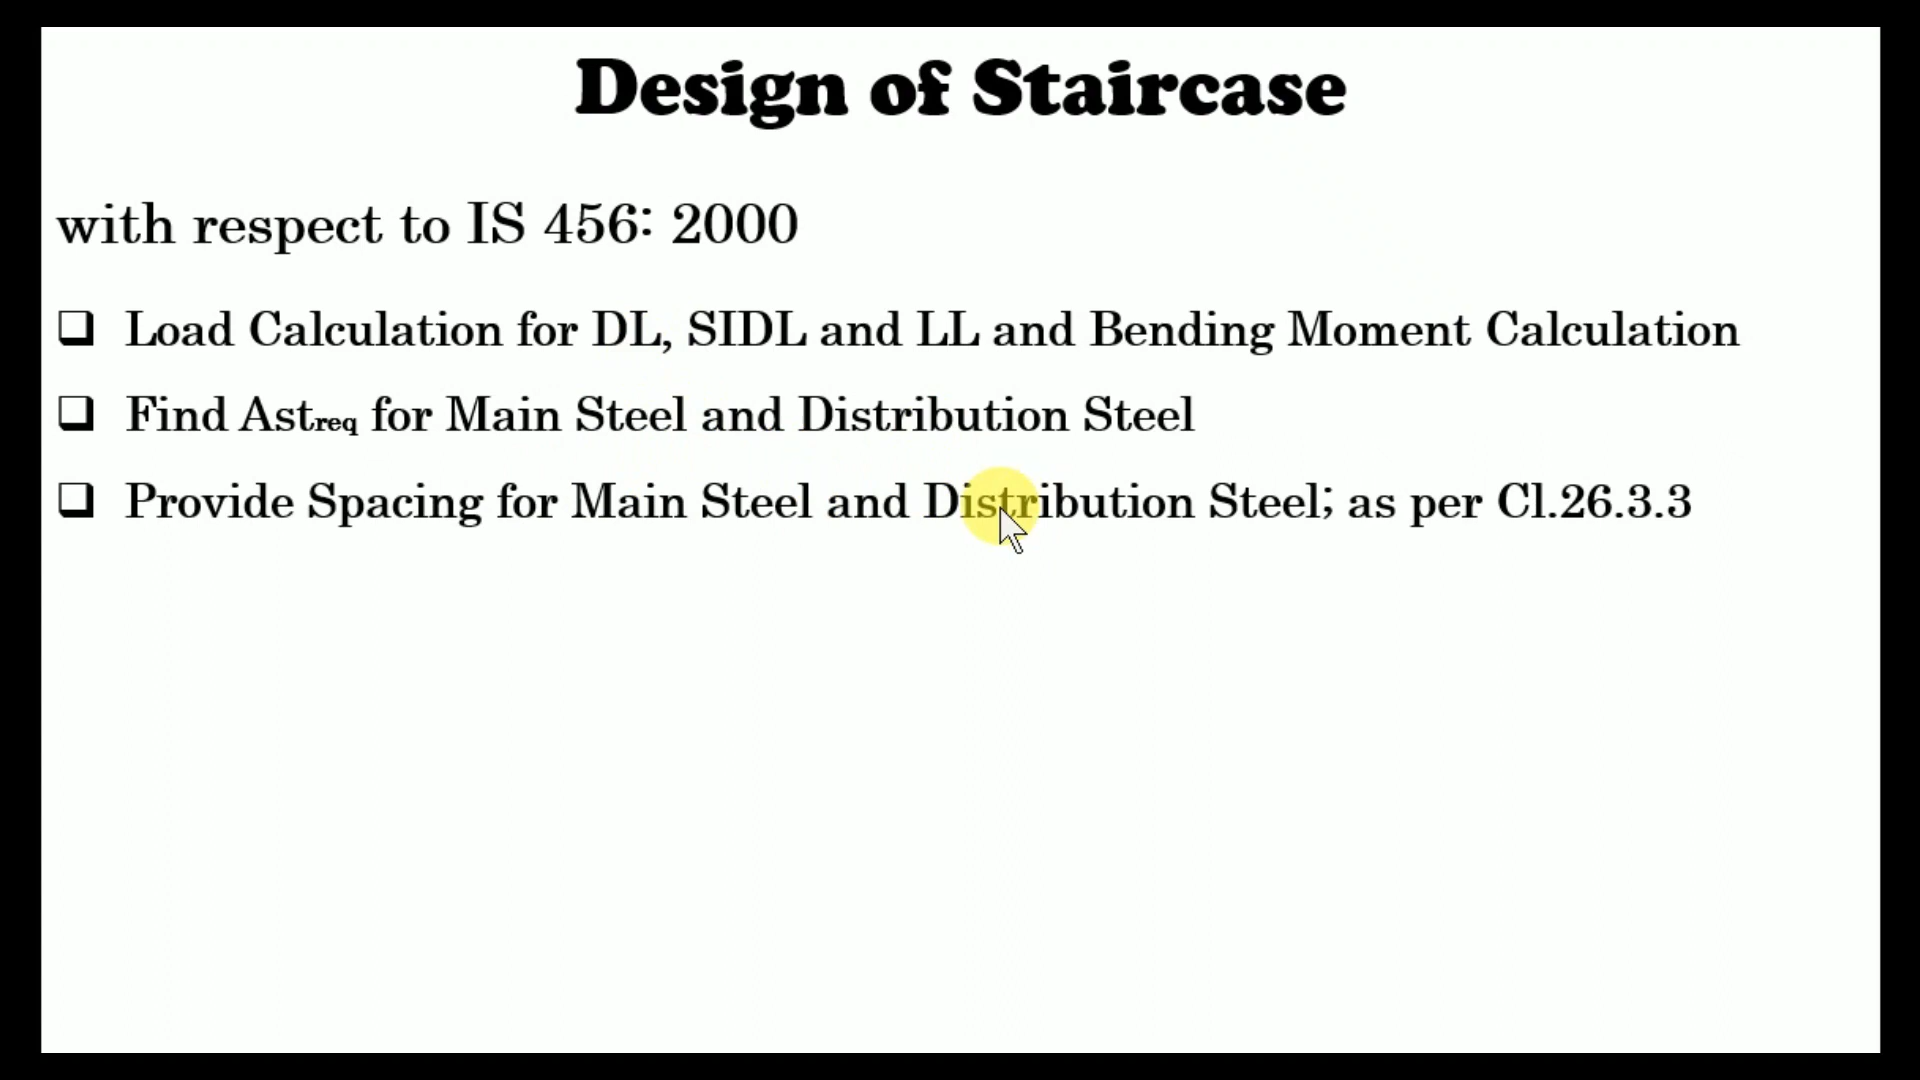 Design of Staircase
with respect to IS 456: 2000
❑ Load Calculation for DL, SIDL and LL and Bending Moment Calculation
❑ Find Astreq for Main Steel and Distribution Steel
❑ Provide Spacing for Main Steel and Distribution Steel; as per Cl.26.3.3